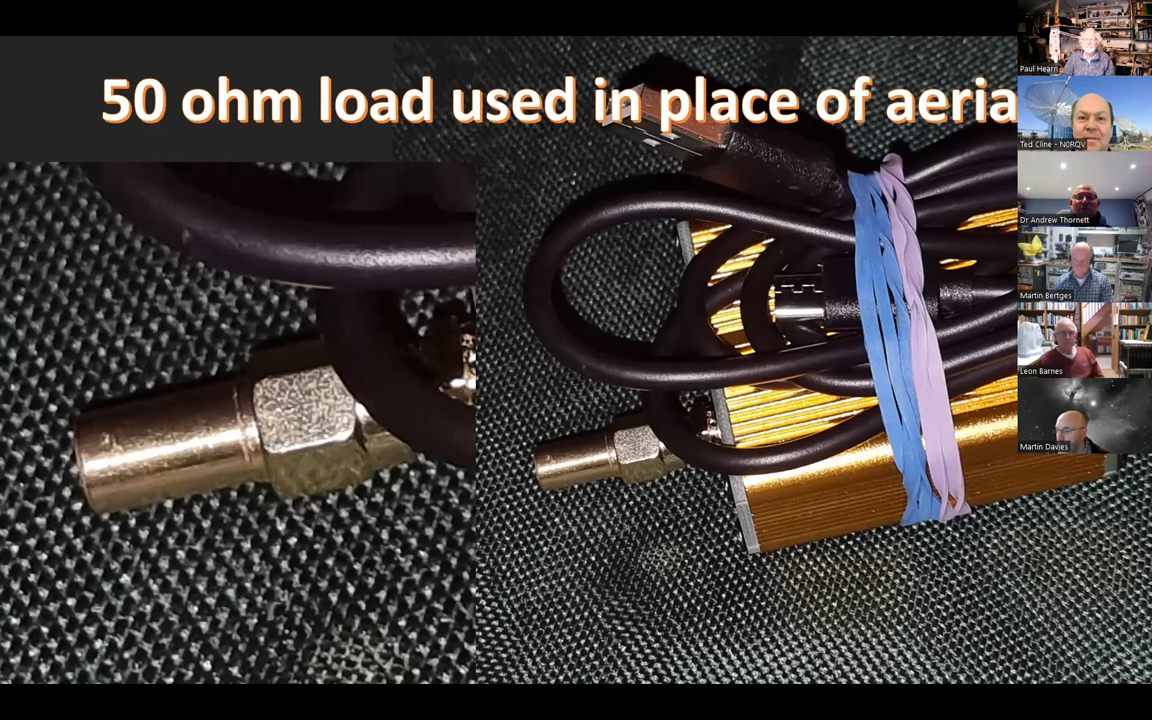 50 ohm load used in place of aeria
Paul Hearn
Ted Cline - N0RQV
Dr Andrew Thornett
Martin Bertges
Leon Barnes
Martin Davies